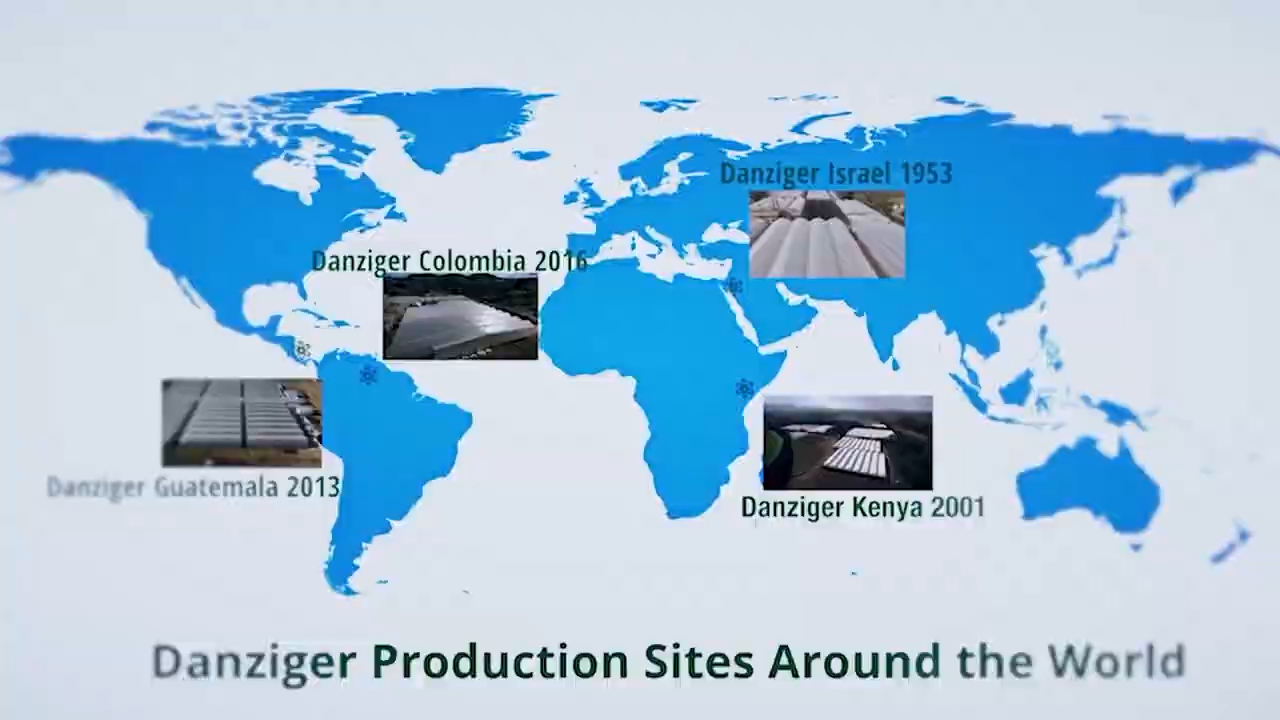 Danziger Israel 1953
Danziger Colombia 2016
Danziger Guatemala 2013
Danziger Kenya 2001
Danziger Production Sites Around the World